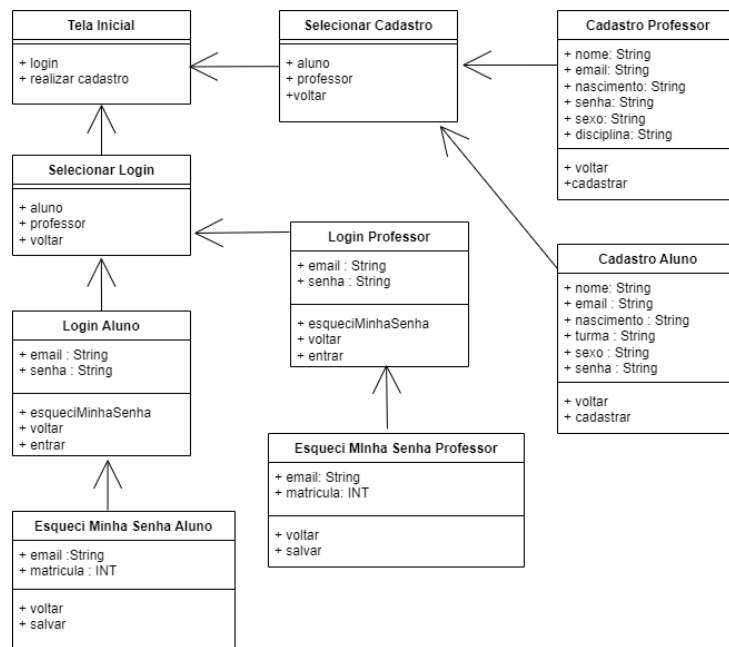 Tela Inicial
+ login
+ realizar cadastro
Selecionar Cadastro
+ aluno
+ professor
+voltar
Cadastro Professor
+ nome: String
+ email: String
+ nascimento: String
+ senha: String
+ sexo: String
+ disciplina: String
+ voltar
+cadastrar
Selecionar Login
+ aluno
+ professor
+ voltar
Login Professor
+ email : String
+ senha : String
+ esqueciMinhaSenha
+ voltar
+ entrar
Cadastro Aluno
+ nome: String
+ email : String
+ nascimento : String
+ turma : String
+ sexo : String
+ senha : String
+ voltar
+ cadastrar
Login Aluno
+ email : String
+ senha : String
+ esqueciMinhaSenha
+ voltar
+ entrar
Esqueci MInha Senha Professor
+ email: String
+ matricula: INT
+ voltar
+ salvar
Esqueci Minha Senha Aluno
+ email :String
+ matricula : INT
+ voltar
+ salvar